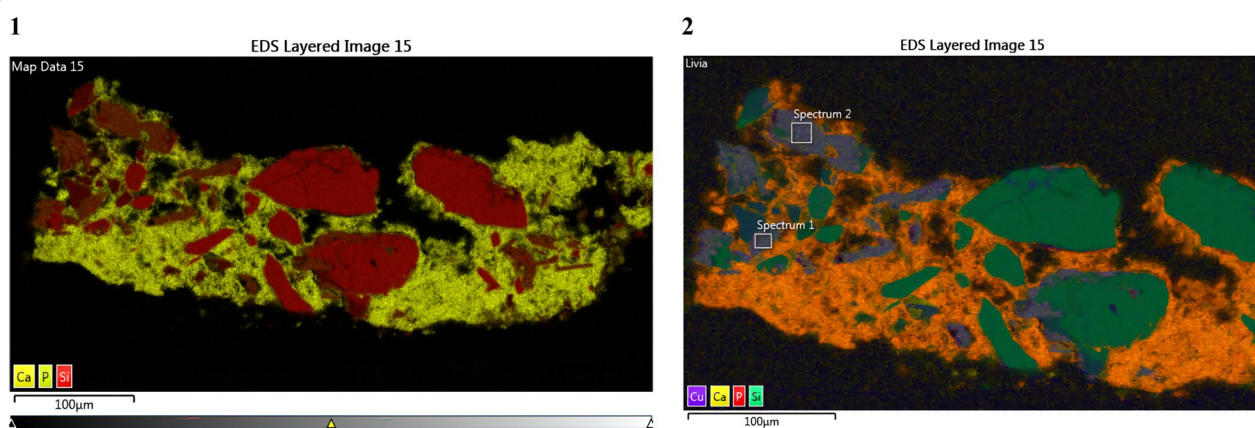 1
EDS Layered Image 15
Map Data 15
Ca P Si
100µm
2
EDS Layered Image 15
Livia
Spectrum 2
Spectrum 1
Cu Ca P Si
100µm